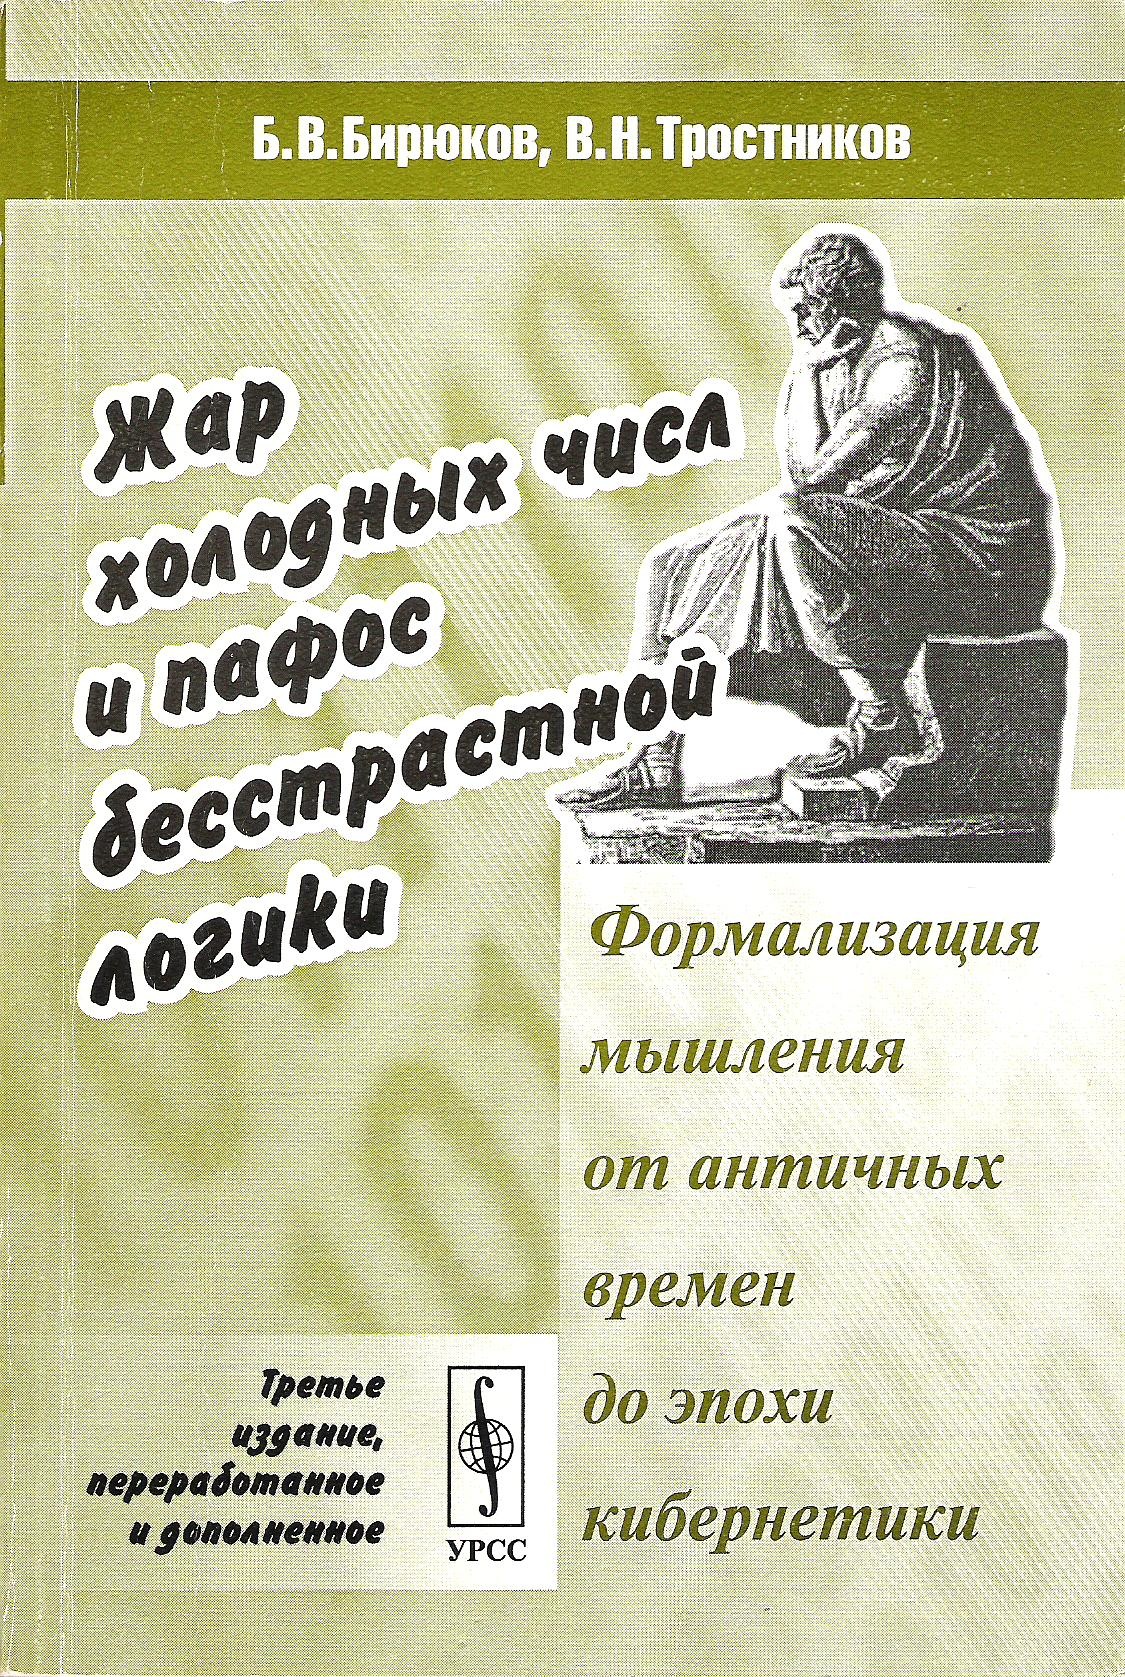 Б.В.Бирюков, В.Н.Тростников
Жар
холодных числ
и пафос
бесстрастной
логики
Формализация
мышления
от античных
времен
до эпохи
кибернетики
Третье
издание,
переработанное
и дополненное
УРСС